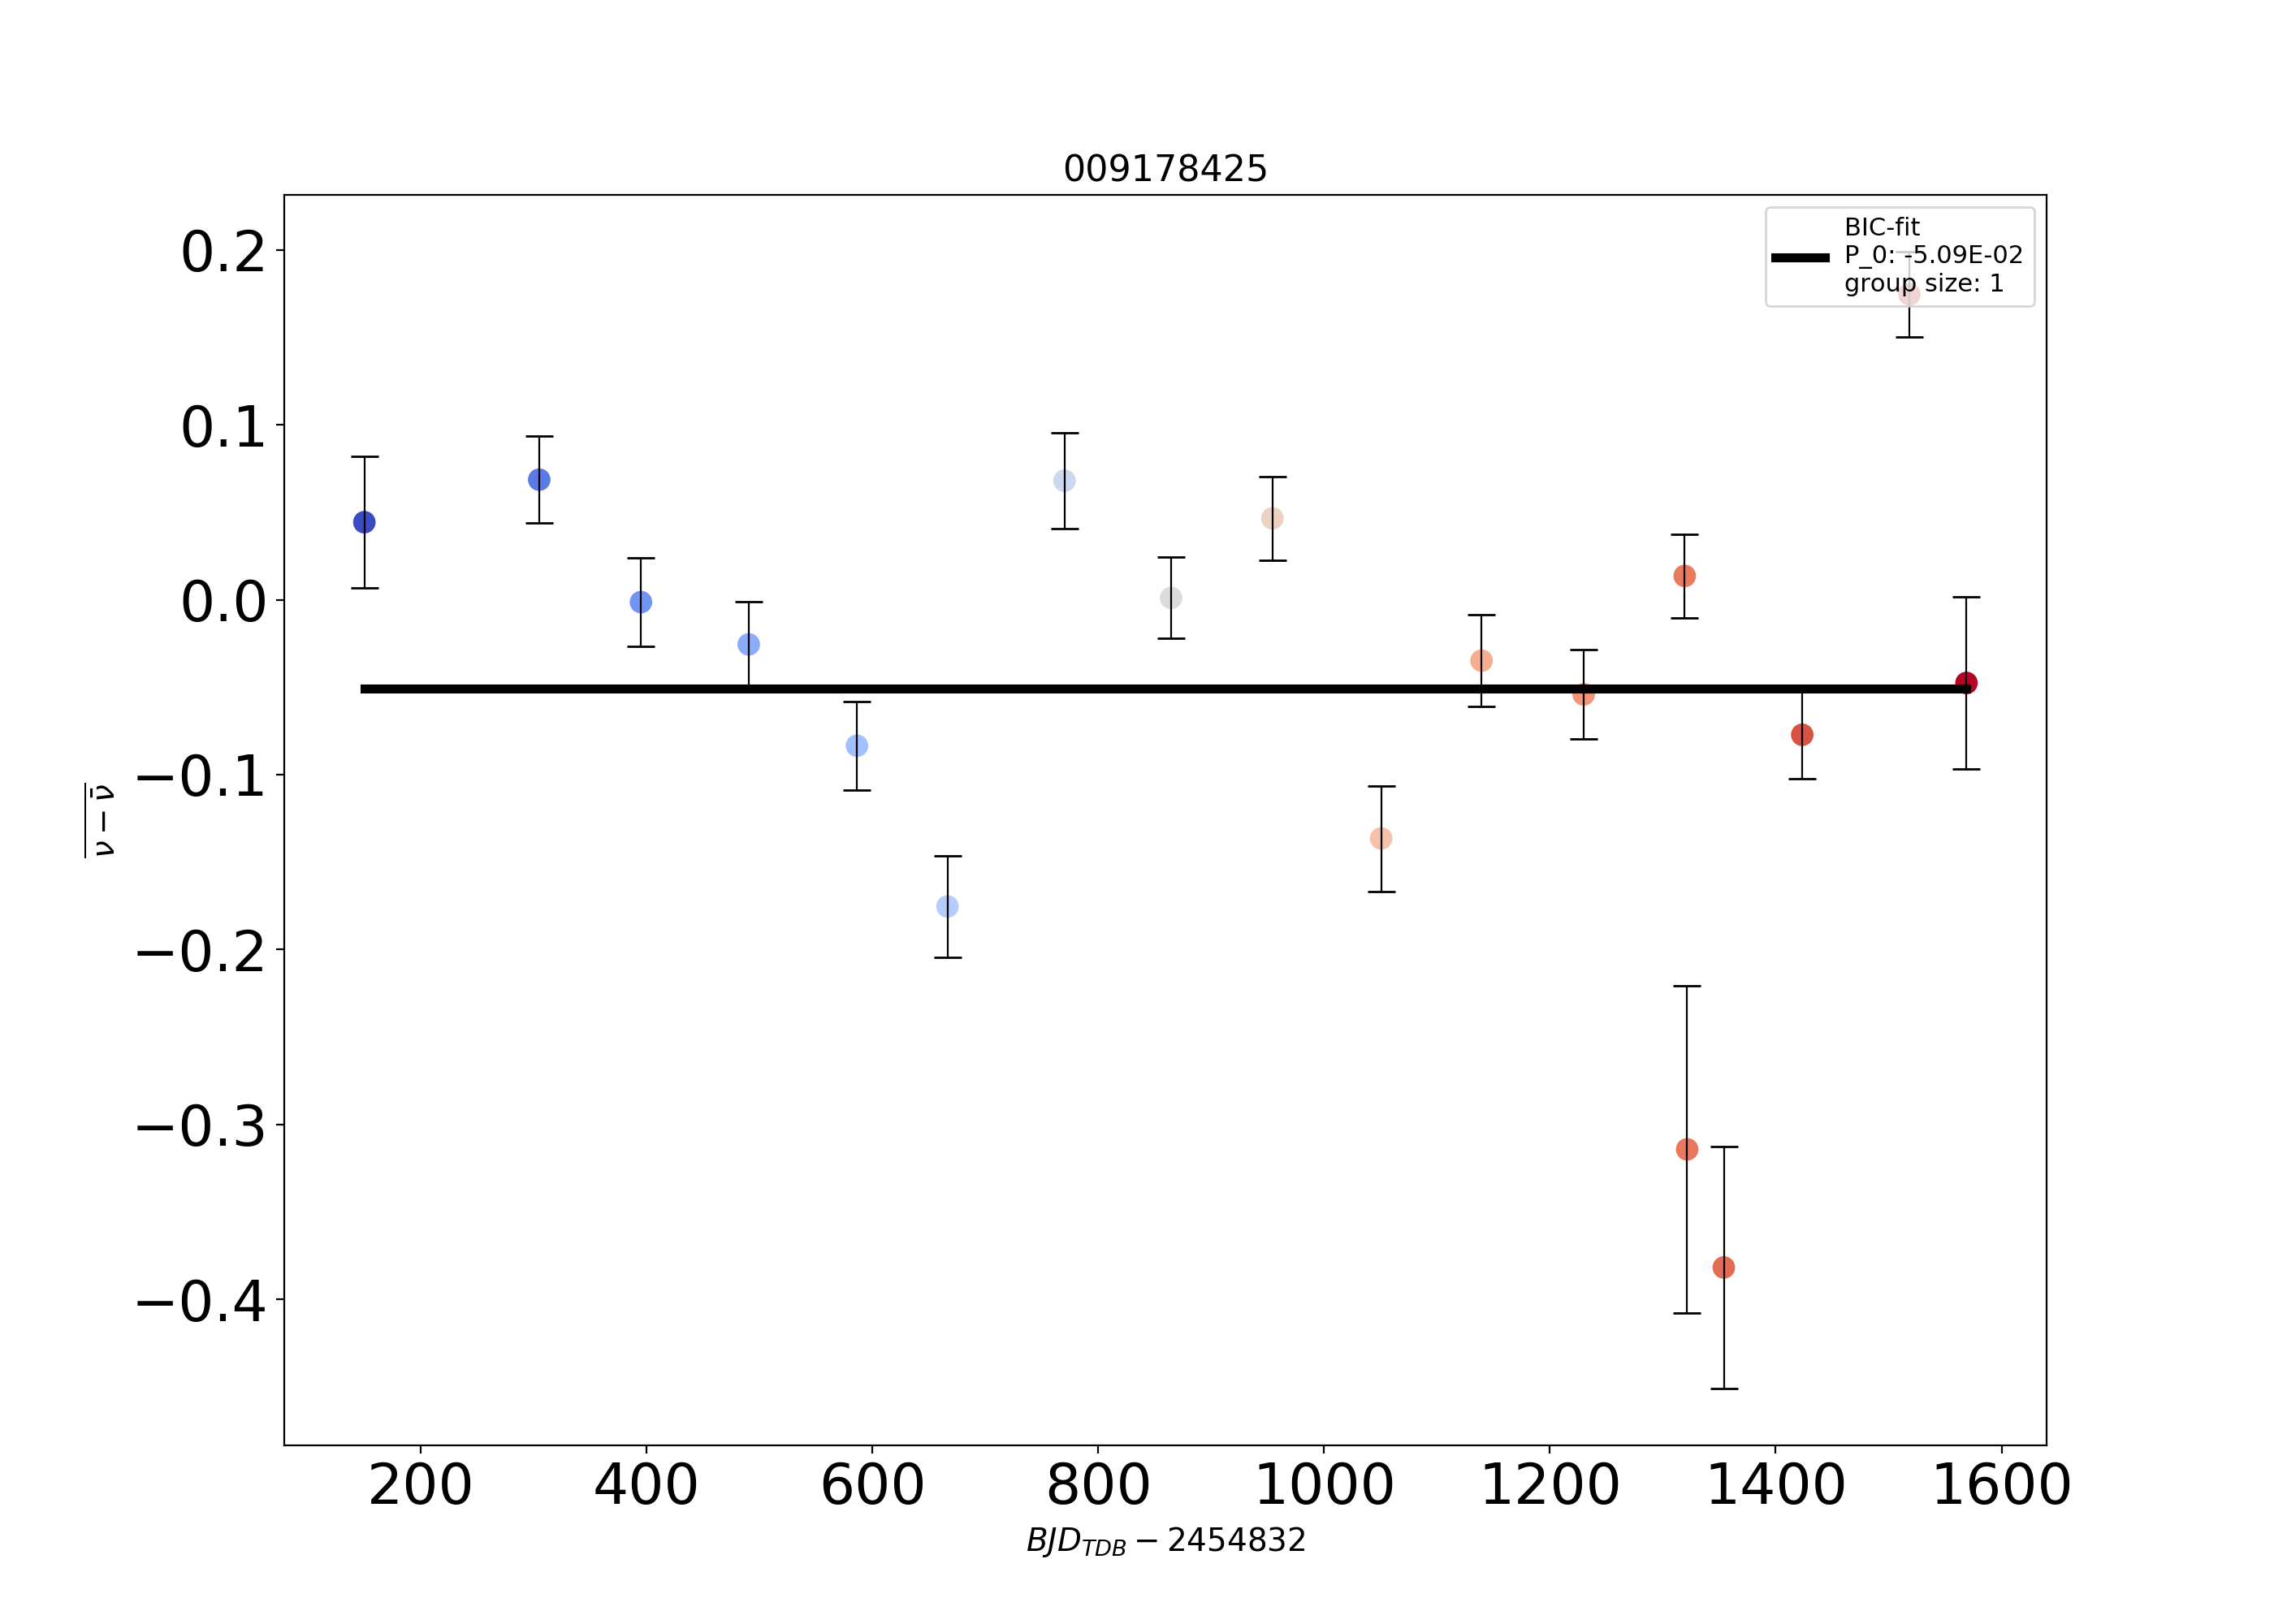 009178425
BIC-fit
P_0: -5.09E-02
group size: 1
0.2
0.1
0.0
−0.1
−0.2
−0.3
−0.4
ν − ν̄
200 400 600 800 1000 1200 1400 1600
BJD_TDB − 2454832